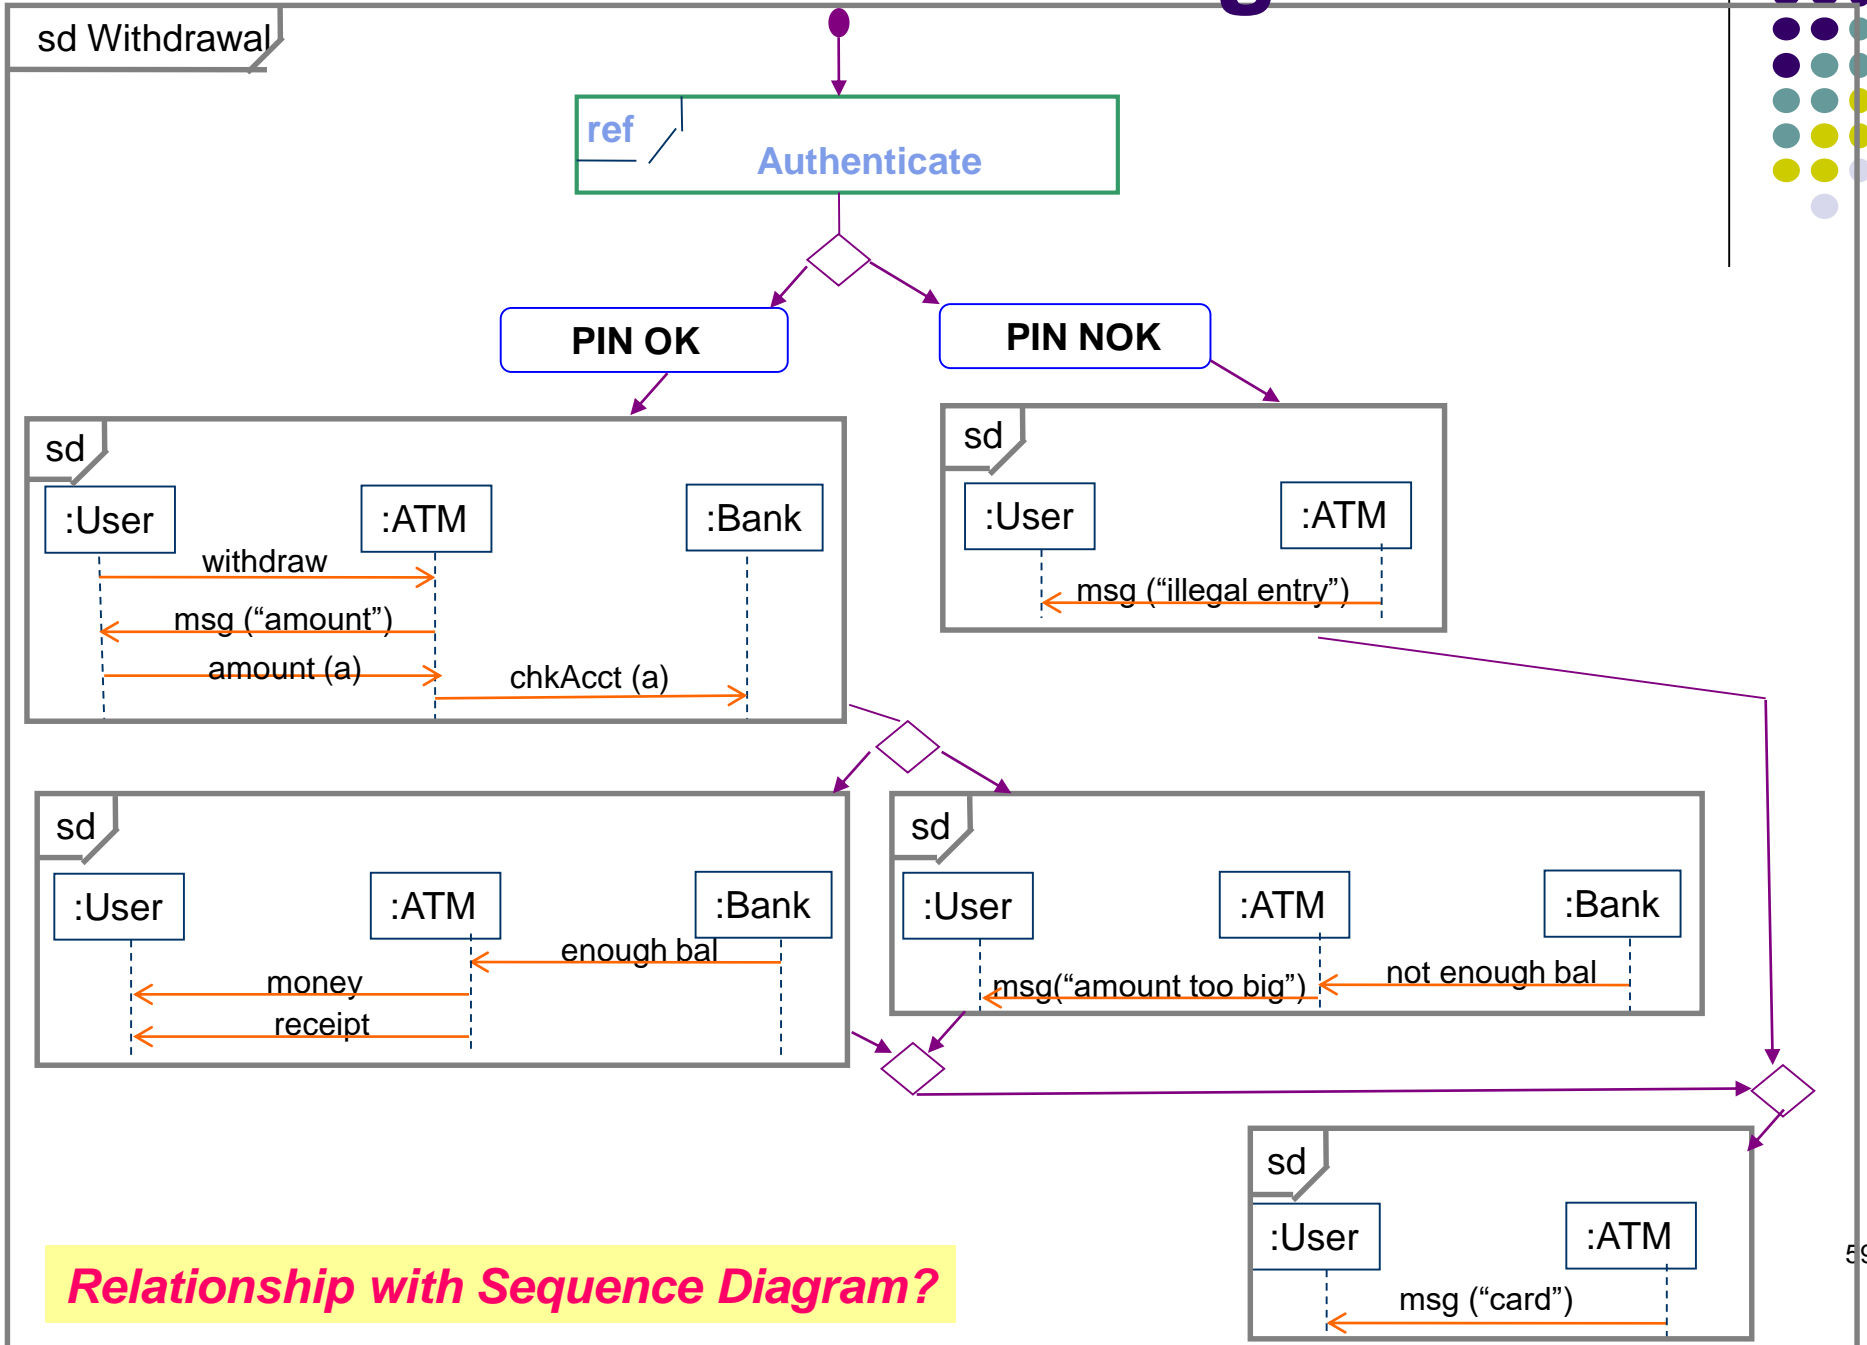 sd Withdrawal
ref
Authenticate
PIN OK
PIN NOK
sd
:User
:ATM
:Bank
withdraw
msg (“amount”)
amount (a)
chkAcct (a)
sd
:User
:ATM
msg (“illegal entry”)
sd
:User
:ATM
:Bank
enough bal
money
receipt
sd
:User
:ATM
:Bank
not enough bal
msg(“amount too big”)
sd
:User
:ATM
msg (“card”)
Relationship with Sequence Diagram?
59